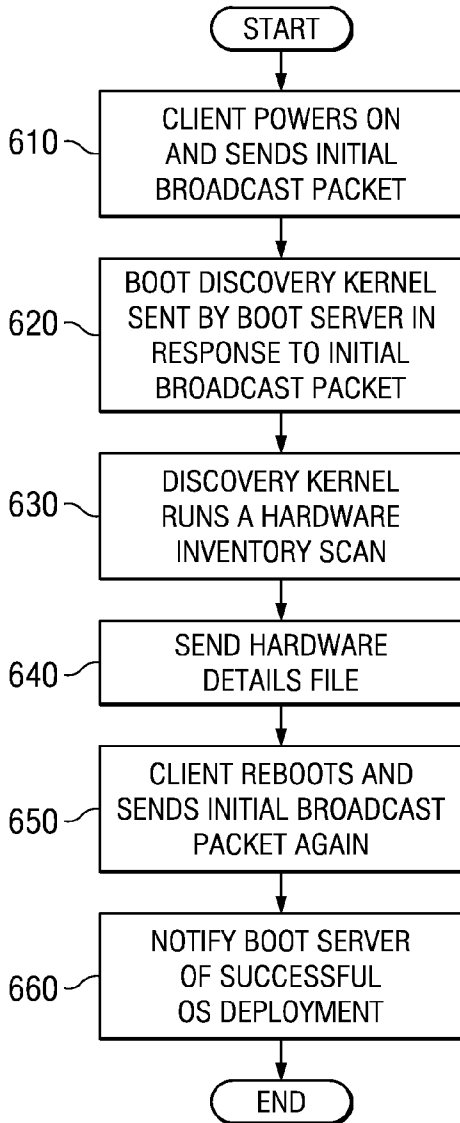 START
610
CLIENT POWERS ON
AND SENDS INITIAL
BROADCAST PACKET
620
BOOT DISCOVERY KERNEL
SENT BY BOOT SERVER IN
RESPONSE TO INITIAL
BROADCAST PACKET
630
DISCOVERY KERNEL
RUNS A HARDWARE
INVENTORY SCAN
640
SEND HARDWARE
DETAILS FILE
650
CLIENT REBOOTS AND
SENDS INITIAL BROADCAST
PACKET AGAIN
660
NOTIFY BOOT SERVER
OF SUCCESSFUL
OS DEPLOYMENT
END